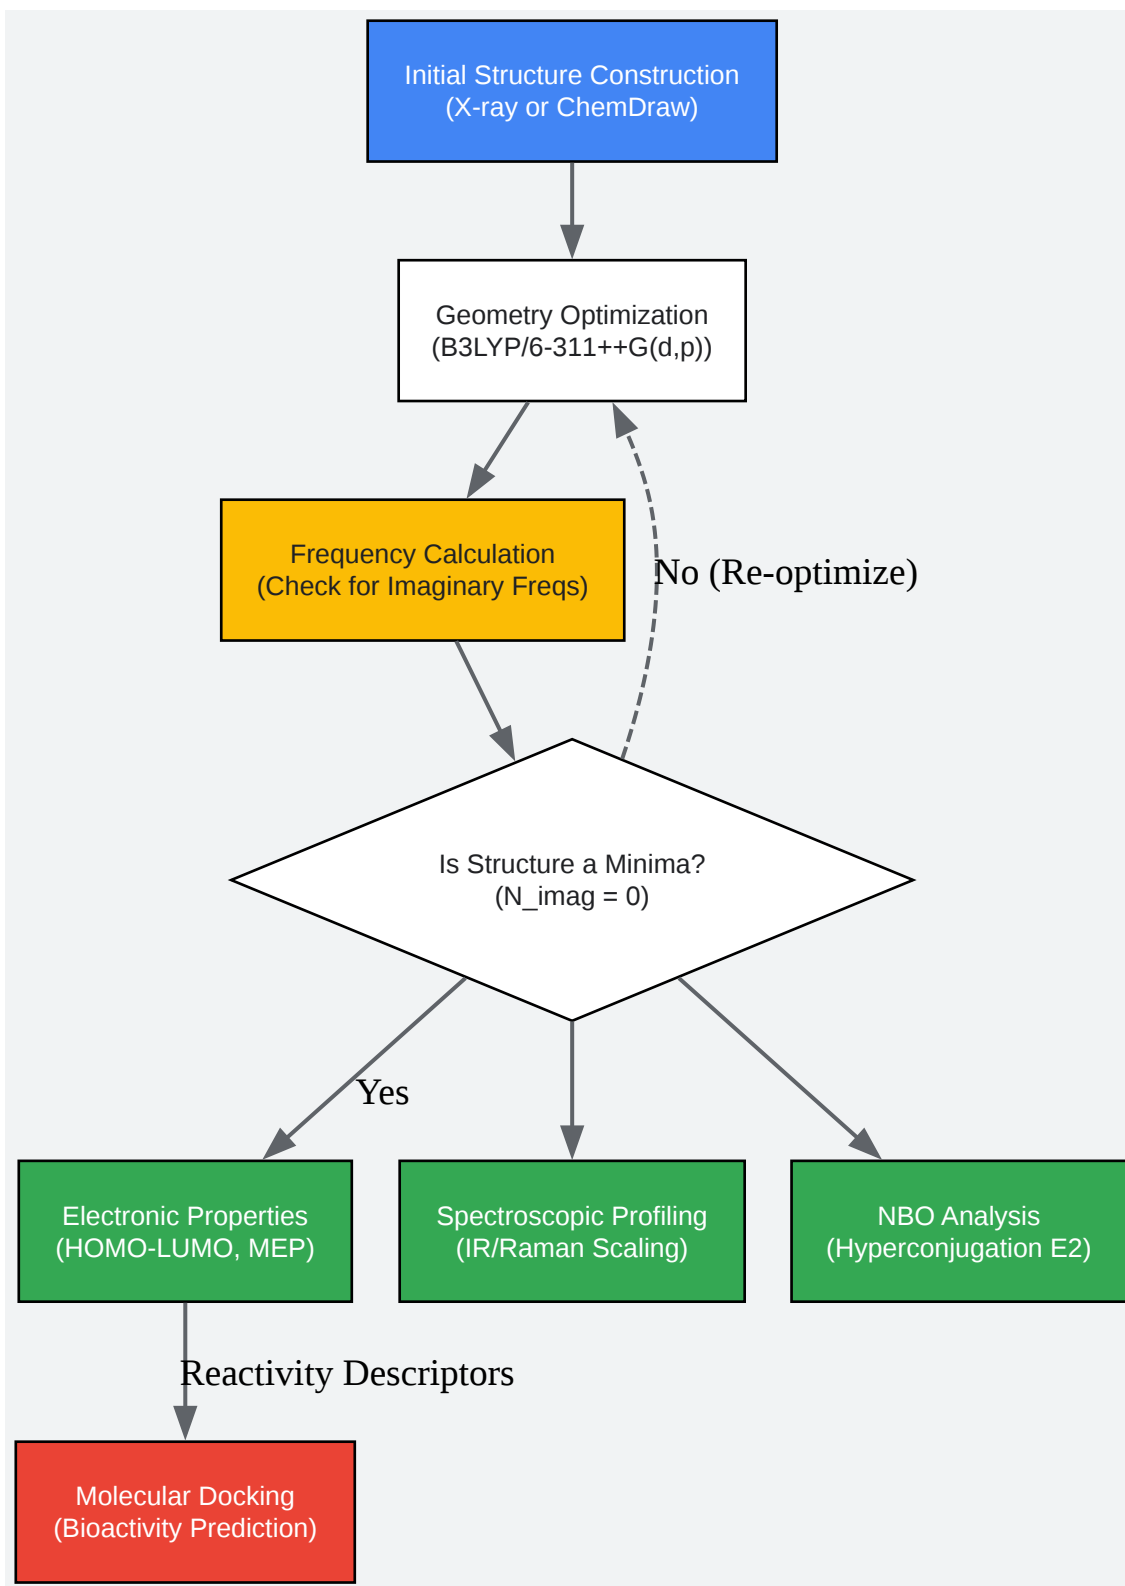 Initial Structure Construction
(X-ray or ChemDraw)
Geometry Optimization
(B3LYP/6-311++G(d,p))
Frequency Calculation
(Check for Imaginary Freqs)
No (Re-optimize)
Is Structure a Minima?
(N_imag = 0)
Yes
Electronic Properties
(HOMO-LUMO, MEP)
Spectroscopic Profiling
(IR/Raman Scaling)
NBO Analysis
(Hyperconjugation E2)
Reactivity Descriptors
Molecular Docking
(Bioactivity Prediction)